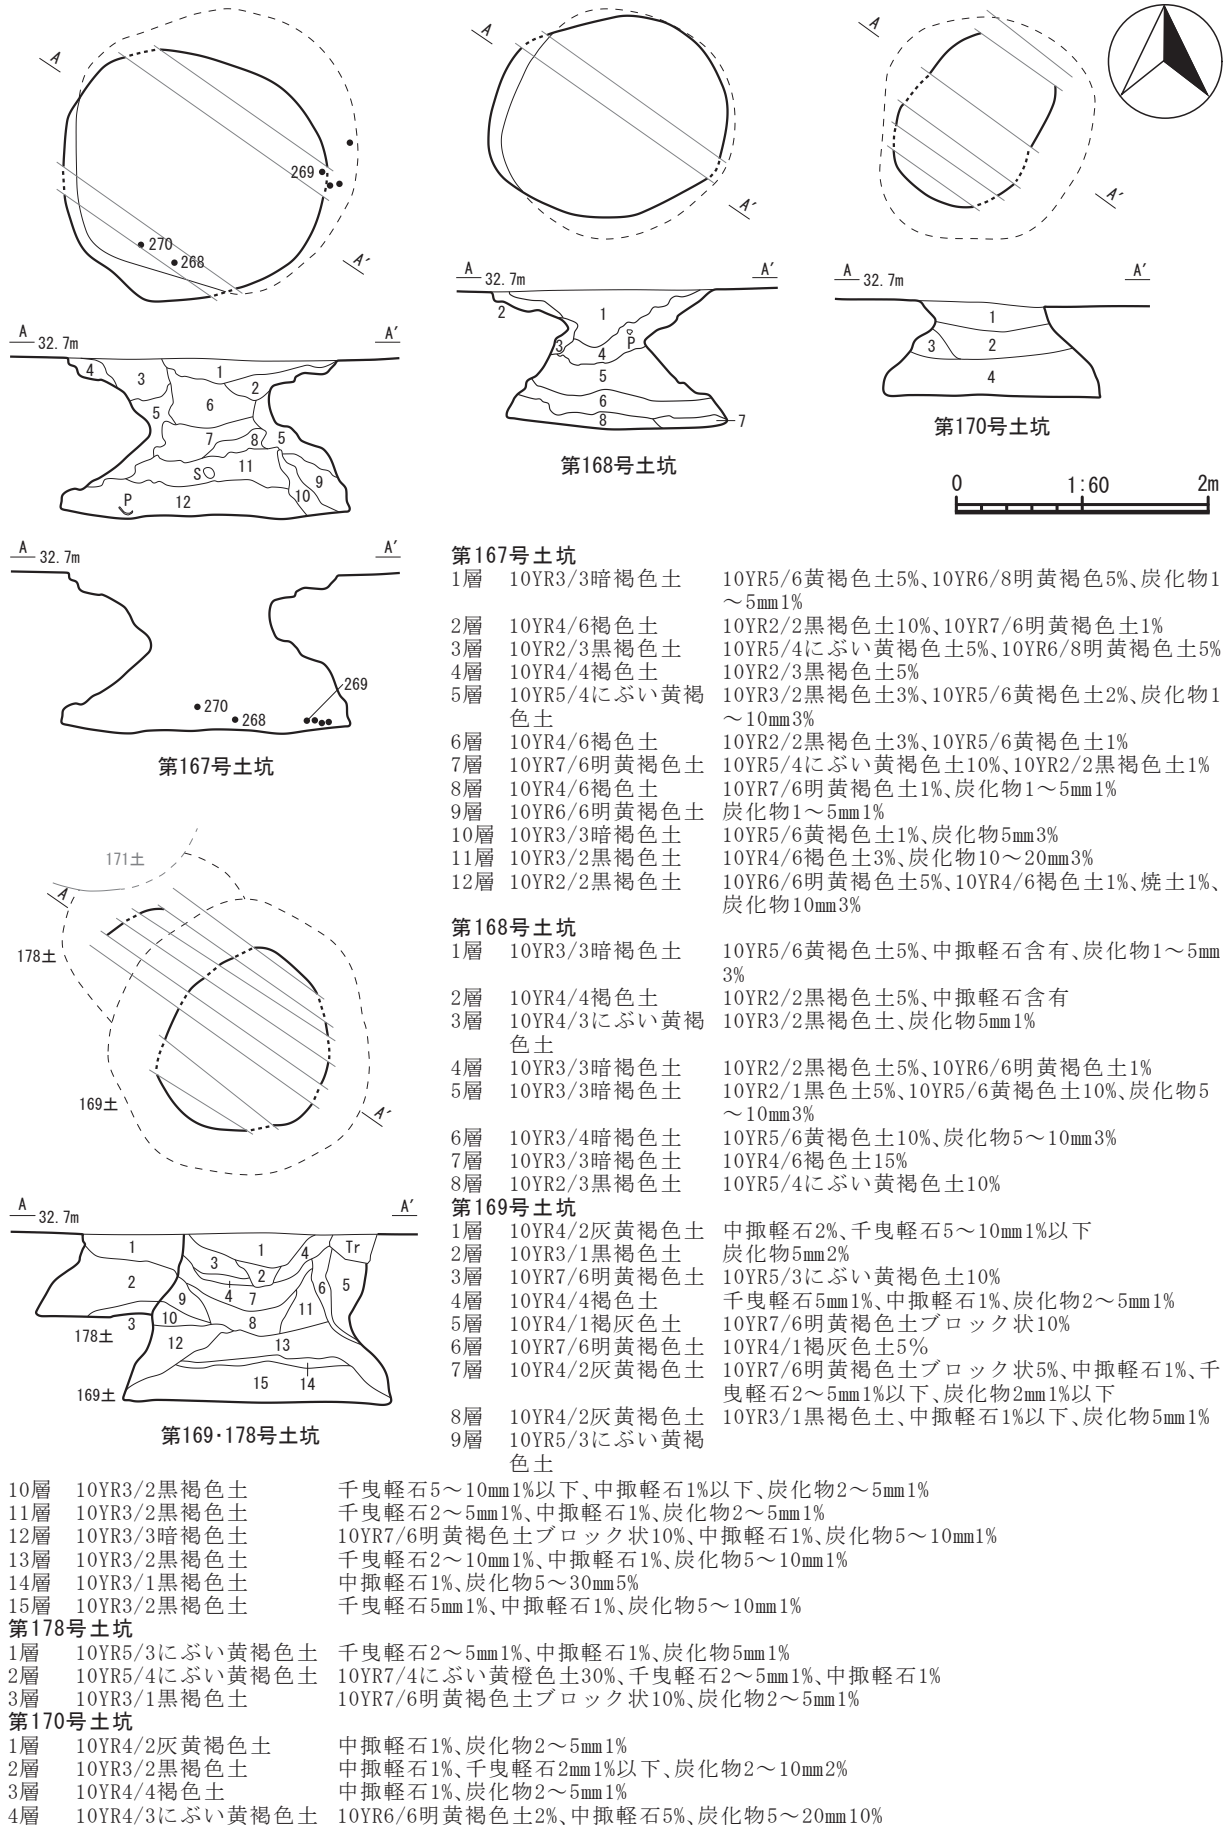 A
A'
269
270
268
A
32.7m
A'
1
2
3
4
5
5
6
7
8
9
10
11
12
S
P
A
32.7m
A'
270
268
269
第167号土坑
A
A'
A
32.7m
A'
1
2
3
4
5
6
7
8
P
第168号土坑
A
A'
A
32.7m
A'
1
2
3
4
第170号土坑
0 1:60 2m
171土
A
178土
169土
A'
A
32.7m
A'
1
2
3
178土
1
2
3
4
4
5
6
7
8
9
10
11
12
13
14
15
Tr
169土
第169・178号土坑
第167号土坑
1層 10YR3/3暗褐色土 10YR5/6黄褐色土5%、10YR6/8明黄褐色5%、炭化物1
～5mm1%
2層 10YR4/6褐色土 10YR2/2黒褐色土10%、10YR7/6明黄褐色土1%
3層 10YR2/3黒褐色土 10YR5/4にぶい黄褐色土5%、10YR6/8明黄褐色土5%
4層 10YR4/4褐色土 10YR2/3黒褐色土5%
5層 10YR5/4にぶい黄褐 10YR3/2黒褐色土3%、10YR5/6黄褐色土2%、炭化物1
色土 ～10mm3%
6層 10YR4/6褐色土 10YR2/2黒褐色土3%、10YR5/6黄褐色土1%
7層 10YR7/6明黄褐色土 10YR5/4にぶい黄褐色土10%、10YR2/2黒褐色土1%
8層 10YR4/6褐色土 10YR7/6明黄褐色土1%、炭化物1～5mm1%
9層 10YR6/6明黄褐色土 炭化物1～5mm1%
10層 10YR3/3暗褐色土 10YR5/6黄褐色土1%、炭化物5mm3%
11層 10YR3/2黒褐色土 10YR4/6褐色土3%、炭化物10～20mm3%
12層 10YR2/2黒褐色土 10YR6/6明黄褐色土5%、10YR4/6褐色土1%、焼土1%、
炭化物10mm3%
第168号土坑
1層 10YR3/3暗褐色土 10YR5/6黄褐色土5%、中掫軽石含有、炭化物1～5mm
3%
2層 10YR4/4褐色土 10YR2/2黒褐色土5%、中掫軽石含有
3層 10YR4/3にぶい黄褐 10YR3/2黒褐色土、炭化物5mm1%
色土
4層 10YR3/3暗褐色土 10YR2/2黒褐色土5%、10YR6/6明黄褐色土1%
5層 10YR3/3暗褐色土 10YR2/1黒色土5%、10YR5/6黄褐色土10%、炭化物5
～10mm3%
6層 10YR3/4暗褐色土 10YR5/6黄褐色土10%、炭化物5～10mm3%
7層 10YR3/3暗褐色土 10YR4/6褐色土15%
8層 10YR2/3黒褐色土 10YR5/4にぶい黄褐色土10%
第169号土坑
1層 10YR4/2灰黄褐色土 中掫軽石2%、千曳軽石5～10mm1%以下
2層 10YR3/1黒褐色土 炭化物5mm2%
3層 10YR7/6明黄褐色土 10YR5/3にぶい黄褐色土10%
4層 10YR4/4褐色土 千曳軽石5mm1%、中掫軽石1%、炭化物2～5mm1%
5層 10YR4/1褐灰色土 10YR7/6明黄褐色土ブロック状10%
6層 10YR7/6明黄褐色土 10YR4/1褐灰色土5%
7層 10YR4/2灰黄褐色土 10YR7/6明黄褐色土ブロック状5%、中掫軽石1%、千
曳軽石2～5mm1%以下、炭化物2mm1%以下
8層 10YR4/2灰黄褐色土 10YR3/1黒褐色土、中掫軽石1%以下、炭化物5mm1%
9層 10YR5/3にぶい黄褐
色土
10層 10YR3/2黒褐色土 千曳軽石5～10mm1%以下、中掫軽石1%以下、炭化物2～5mm1%
11層 10YR3/2黒褐色土 千曳軽石2～5mm1%、中掫軽石1%、炭化物2～5mm1%
12層 10YR3/3暗褐色土 10YR7/6明黄褐色土ブロック状10%、中掫軽石1%、炭化物5～10mm1%
13層 10YR3/2黒褐色土 千曳軽石2～10mm1%、中掫軽石1%、炭化物5～10mm1%
14層 10YR3/1黒褐色土 中掫軽石1%、炭化物5～30mm5%
15層 10YR3/2黒褐色土 千曳軽石5mm1%、中掫軽石1%、炭化物5～10mm1%
第178号土坑
1層 10YR5/3にぶい黄褐色土 千曳軽石2～5mm1%、中掫軽石1%、炭化物5mm1%
2層 10YR5/4にぶい黄褐色土 10YR7/4にぶい黄橙色土30%、千曳軽石2～5mm1%、中掫軽石1%
3層 10YR3/1黒褐色土 10YR7/6明黄褐色土ブロック状10%、炭化物2～5mm1%
第170号土坑
1層 10YR4/2灰黄褐色土 中掫軽石1%、炭化物2～5mm1%
2層 10YR3/2黒褐色土 中掫軽石1%、千曳軽石2mm1%以下、炭化物2～10mm2%
3層 10YR4/4褐色土 中掫軽石1%、炭化物2～5mm1%
4層 10YR4/3にぶい黄褐色土 10YR6/6明黄褐色土2%、中掫軽石5%、炭化物5～20mm10%